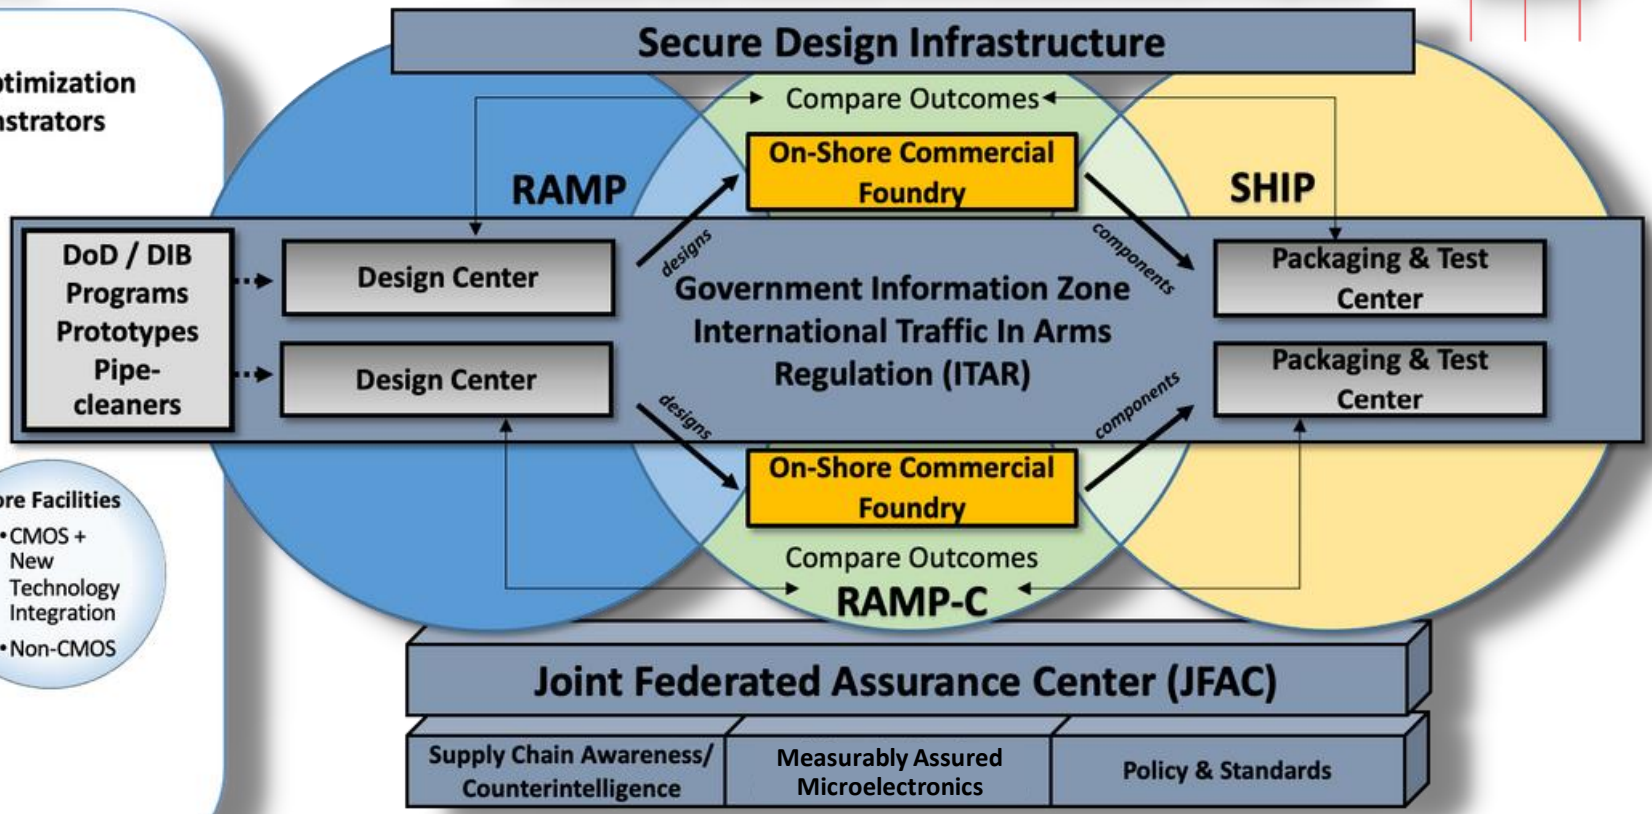 Secure Design Infrastructure
Compare Outcomes
On-Shore Commercial
Foundry
RAMP
SHIP
designs
components
DoD / DIB
Programs
Prototypes
Pipe-
cleaners
Design Center
Design Center
Government Information Zone
International Traffic In Arms
Regulation (ITAR)
Packaging & Test
Center
Packaging & Test
Center
designs
components
On-Shore Commercial
Foundry
Compare Outcomes
RAMP-C
Facilities
•CMOS +
New
Technology
Integration
•Non-CMOS
Joint Federated Assurance Center (JFAC)
Supply Chain Awareness/
Counterintelligence
Measurably Assured
Microelectronics
Policy & Standards